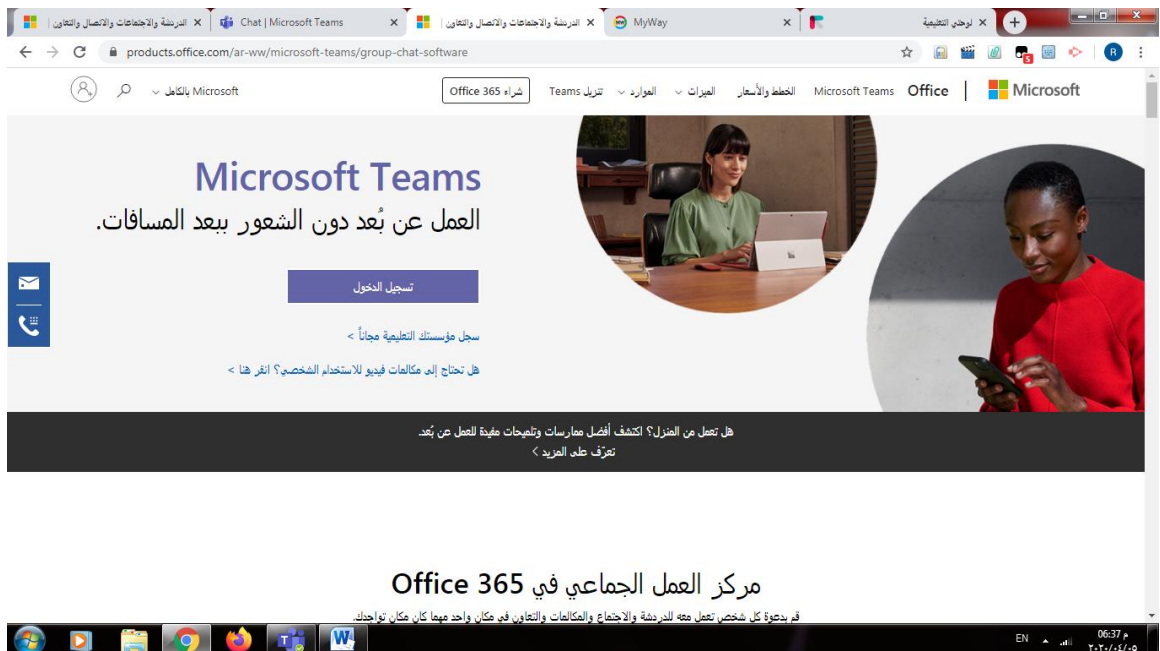 الدردشة والاجتماعات والاتصال والتعاون
Chat | Microsoft Teams
الدردشة والاجتماعات والاتصال والتعاون
MyWay
لوحتي التعليمية
products.office.com/ar-ww/microsoft-teams/group-chat-software
R
5
Microsoft
Office
Microsoft Teams
الخطط والأسعار
الميزات
الموارد
تنزيل Teams
شراء Office 365
Microsoft بالكامل
Microsoft Teams
العمل عن بُعد دون الشعور ببعد المسافات.
تسجيل الدخول
سجل مؤسستك التعليمية مجاناً >
هل تحتاج إلى مكالمات فيديو للاستخدام الشخصي؟ انقر هنا >
هل تعمل من المنزل؟ اكتشف أفضل ممارسات وتلميحات مفيدة للعمل عن بُعد.
تعرّف على المزيد >
مركز العمل الجماعي في Office 365
قم بدعوة كل شخص تعمل معه للدردشة والاجتماع والمكالمات والتعاون في مكان واحد مهما كان مكان تواجدك.
EN
06:37 م
٢٠٢٠/٠٤/٠٥